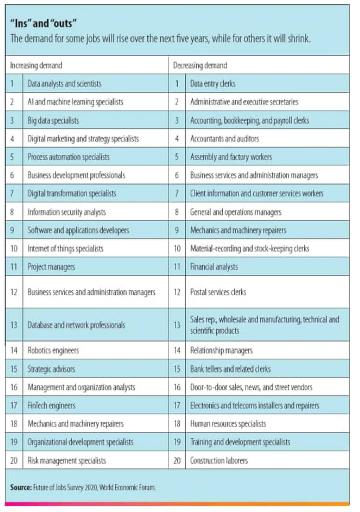 "Ins" and "outs"
The demand for some jobs will rise over the next five years, while for others it will shrink.
Increasing demand Decreasing demand
1 Data analysts and scientists 1 Data entry clerks
2 AI and machine learning specialists 2 Administrative and executive secretaries
3 Big data specialists 3 Accounting, bookkeeping, and payroll clerks
4 Digital marketing and strategy specialists 4 Accountants and auditors
5 Process automation specialists 5 Assembly and factory workers
6 Business development professionals 6 Business services and administration managers
7 Digital transformation specialists 7 Client information and customer services workers
8 Information security analysts 8 General and operations managers
9 Software and applications developers 9 Mechanics and machinery repairers
10 Internet of things specialists 10 Material-recording and stock-keeping clerks
11 Project managers 11 Financial analysts
12 Business services and administration managers 12 Postal services clerks
13 Database and network professionals 13 Sales rep., wholesale and manufacturing, technical and
scientific products
14 Robotics engineers 14 Relationship managers
15 Strategic advisors 15 Bank tellers and related clerks
16 Management and organization analysts 16 Door-to-door sales, news, and street vendors
17 FinTech engineers 17 Electronics and telecoms installers and repairers
18 Mechanics and machinery repairers 18 Human resources specialists
19 Organizational development specialists 19 Training and development specialists
20 Risk management specialists 20 Construction laborers
Source: Future of Jobs Survey 2020, World Economic Forum.